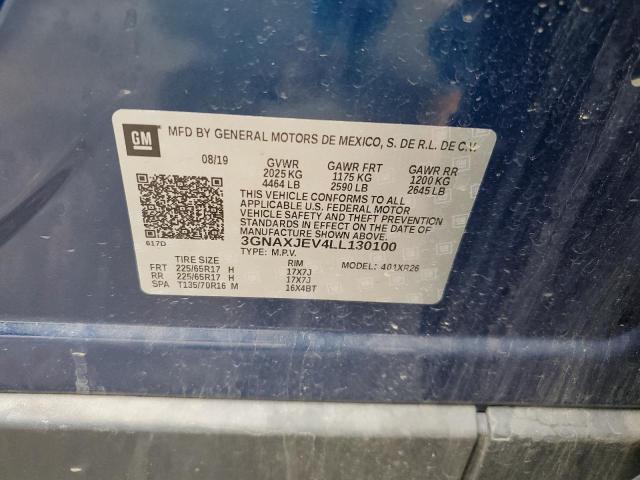 GM MFD BY GENERAL MOTORS DE MEXICO, S. DE R.L. DE C.V.
08/19 GVWR GAWR FRT GAWR RR
2025 KG 1175 KG 1200 KG
4464 LB 2590 LB 2645 LB
THIS VEHICLE CONFORMS TO ALL
APPLICABLE U.S. FEDERAL MOTOR
VEHICLE SAFETY AND THEFT PREVENTION
STANDARDS IN EFFECT ON THE DATE OF
MANUFACTURE SHOWN ABOVE.
617D 3GNAXJEV4LL130100
TYPE: M.P.V.
TIRE SIZE RIM MODEL: 401XR26
FRT 225/65R17 H 17X7J
RR 225/65R17 H 17X7J
SPA T135/70R16 M 16X4BT